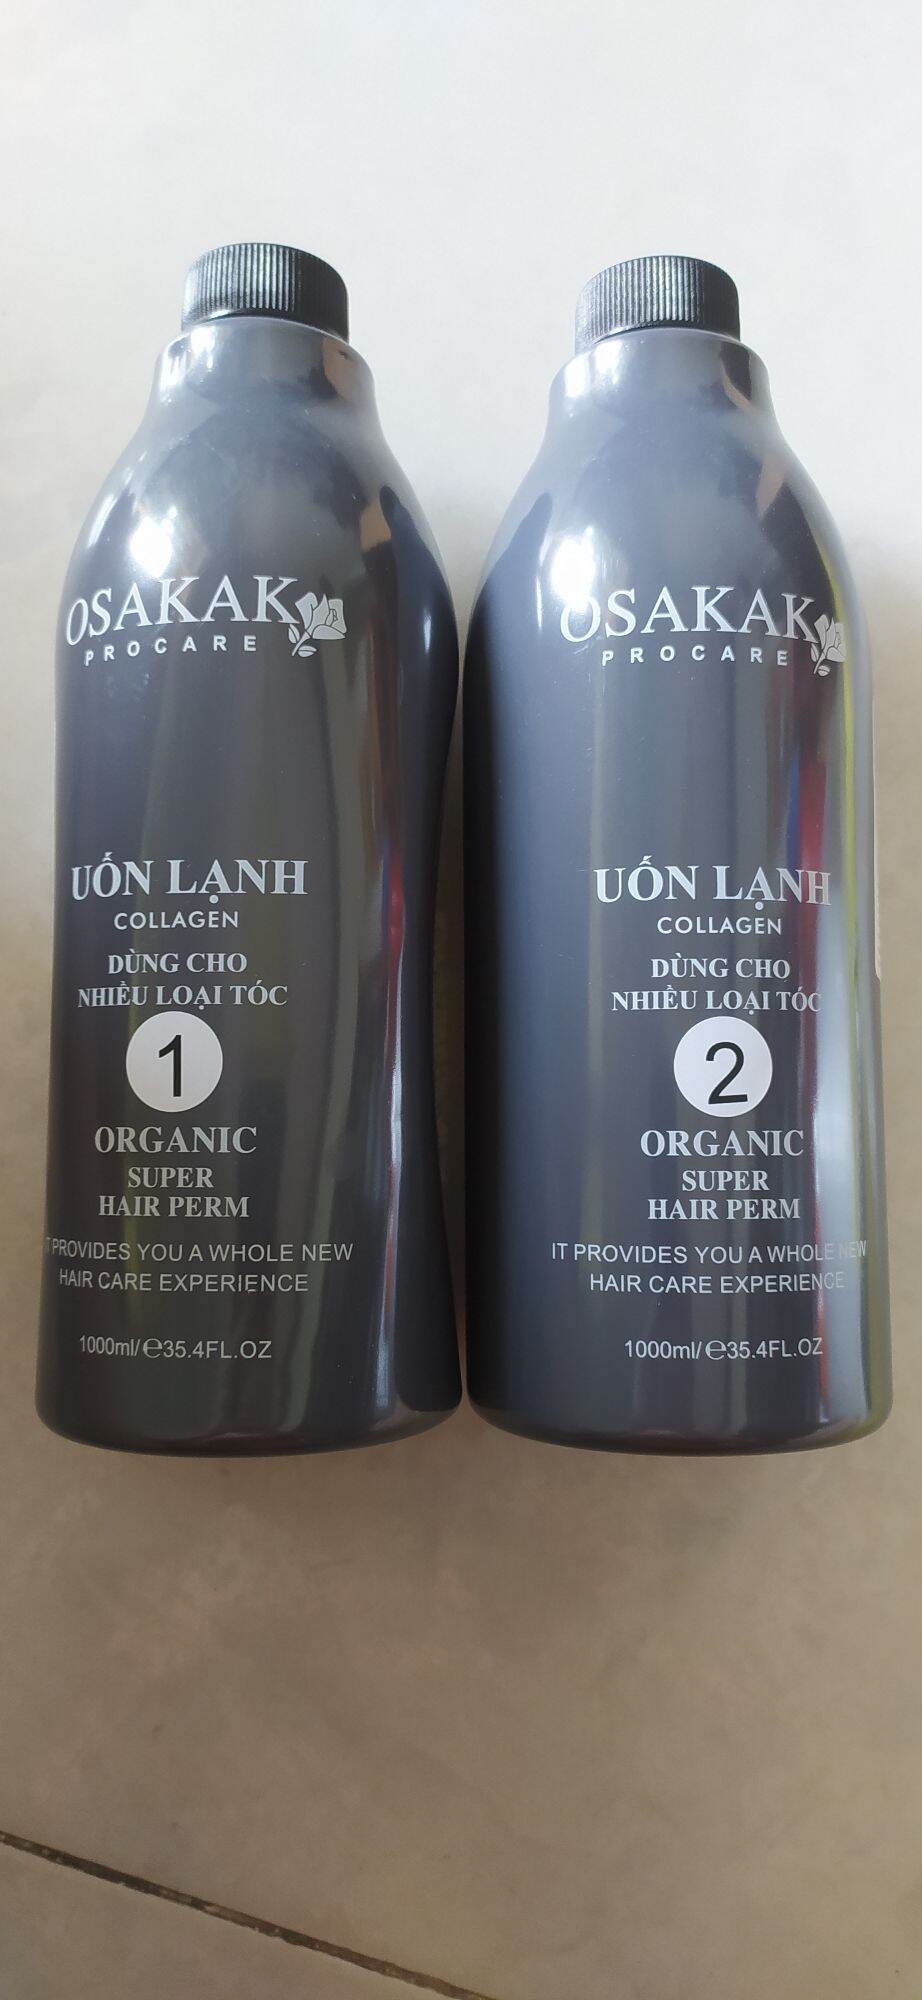 OSAKAK
PROCARE
UỐN LẠNH
COLLAGEN
DÙNG CHO
NHIỀU LOẠI TÓC
1
ORGANIC
SUPER
HAIR PERM
IT PROVIDES YOU A WHOLE NEW
HAIR CARE EXPERIENCE
1000ml/℮35.4FL.OZ
OSAKAK
PROCARE
UỐN LẠNH
COLLAGEN
DÙNG CHO
NHIỀU LOẠI TÓC
2
ORGANIC
SUPER
HAIR PERM
IT PROVIDES YOU A WHOLE NEW
HAIR CARE EXPERIENCE
1000ml/℮35.4FL.OZ